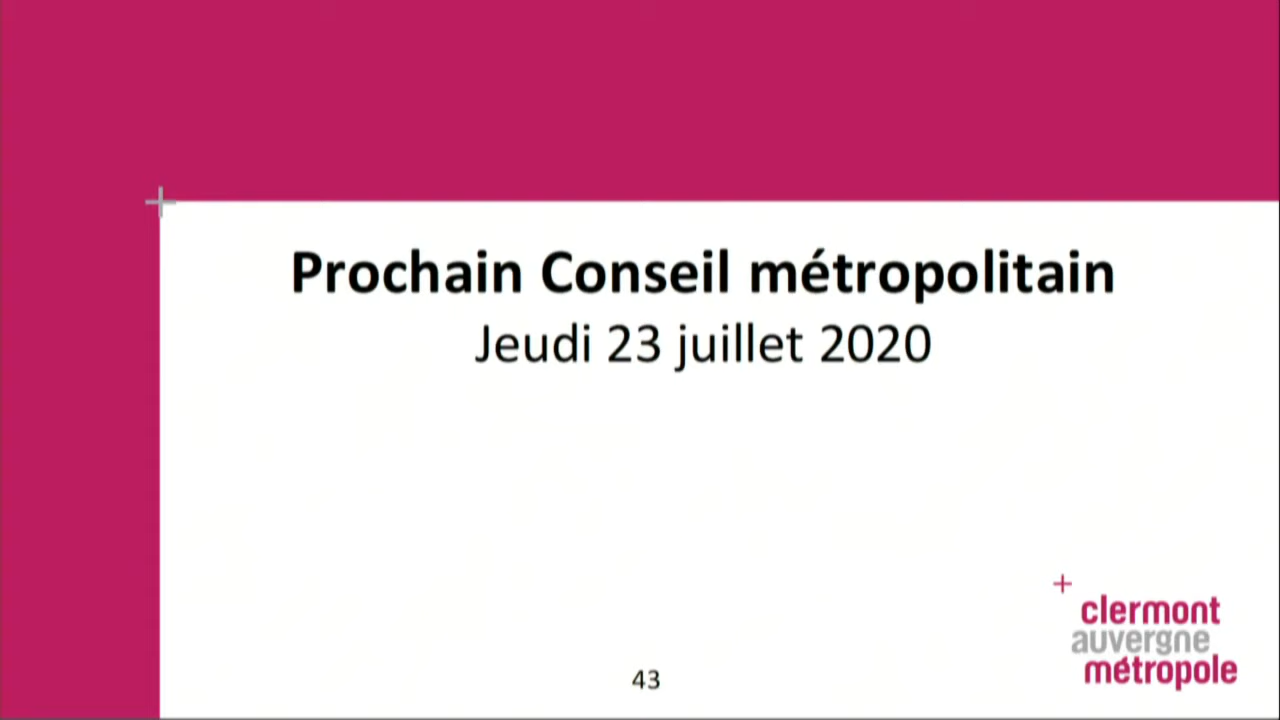 Prochain Conseil métropolitain
Jeudi 23 juillet 2020
clermont
auvergne
métropole
43